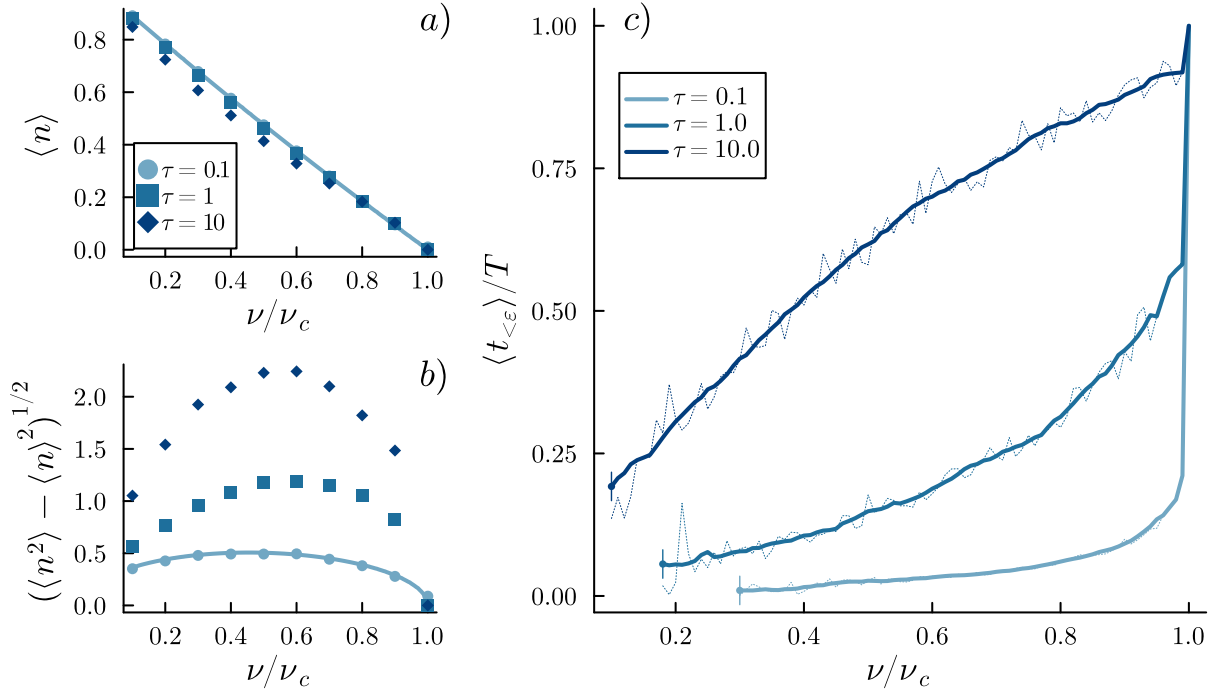 a)
0.8
0.6
0.4
0.2
0.0
⟨n⟩
τ = 0.1
τ = 1
τ = 10
0.2 0.4 0.6 0.8 1.0
ν/ν_c
b)
2.0
1.5
1.0
0.5
0.0
(⟨n²⟩ − ⟨n⟩²)^{1/2}
0.2 0.4 0.6 0.8 1.0
ν/ν_c
c)
1.00
0.75
0.50
0.25
0.00
⟨t_{<ε}⟩/T
τ = 0.1
τ = 1.0
τ = 10.0
0.2 0.4 0.6 0.8 1.0
ν/ν_c